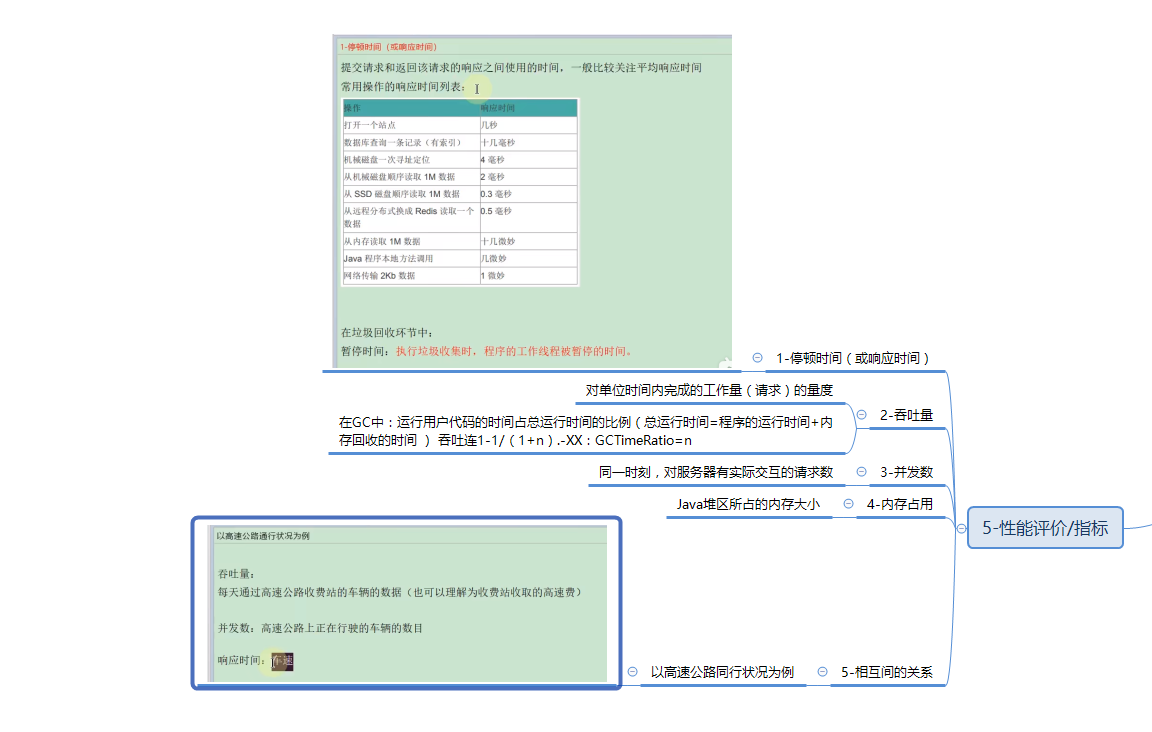 1-停顿时间（或响应时间）
提交请求和返回该请求的响应之间使用的时间，一般比较关注平均响应时间
常用操作的响应时间列表：
操作 响应时间
打开一个站点 几秒
数据库查询一条记录（有索引） 十几毫秒
机械磁盘一次寻址定位 4 毫秒
从机械磁盘顺序读取 1M 数据 2 毫秒
从 SSD 磁盘顺序读取 1M 数据 0.3 毫秒
从远程分布式换成 Redis 读取一个 0.5 毫秒
数据
从内存读取 1M 数据 十几微妙
Java 程序本地方法调用 几微妙
网络传输 2Kb 数据 1 微妙
在垃圾回收环节中：
暂停时间：执行垃圾收集时，程序的工作线程被暂停的时间。
1-停顿时间（或响应时间）
对单位时间内完成的工作量（请求）的量度
2-吞吐量
在GC中：运行用户代码的时间占总运行时间的比例（总运行时间=程序的运行时间+内
存回收的时间 ） 吞吐连1-1/（1+n）.-XX：GCTimeRatio=n
同一时刻，对服务器有实际交互的请求数
3-并发数
Java堆区所占的内存大小
4-内存占用
5-性能评价/指标
以高速公路通行状况为例
吞吐量：
每天通过高速公路收费站的车辆的数据（也可以理解为收费站收取的高速费）
并发数：高速公路上正在行驶的车辆的数目
响应时间：车速
以高速公路同行状况为例
5-相互间的关系